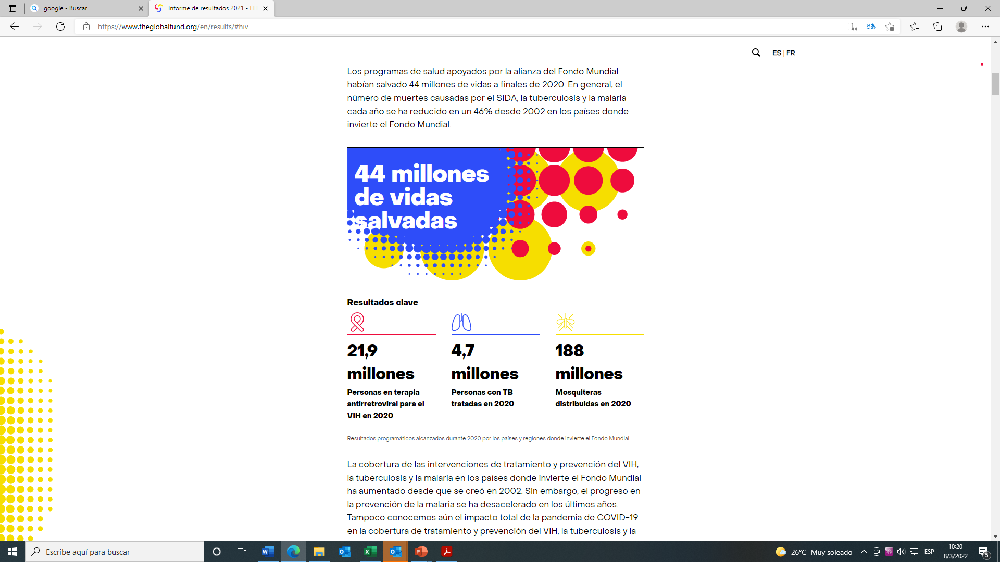 google - Buscar
Informe de resultados 2021 - El F
https://www.theglobalfund.org/en/results/#hiv
ES | FR
Los programas de salud apoyados por la alianza del Fondo Mundial
habían salvado 44 millones de vidas a finales de 2020. En general, el
número de muertes causadas por el SIDA, la tuberculosis y la malaria
cada año se ha reducido en un 46% desde 2002 en los países donde
invierte el Fondo Mundial.
44 millones
de vidas
salvadas
Resultados clave
21,9
millones
Personas en terapia
antirretroviral para el
VIH en 2020
4,7
millones
Personas con TB
tratadas en 2020
188
millones
Mosquiteras
distribuidas en 2020
Resultados programáticos alcanzados durante 2020 por los países y regiones donde invierte el Fondo Mundial.
La cobertura de las intervenciones de tratamiento y prevención del VIH,
la tuberculosis y la malaria en los países donde invierte el Fondo Mundial
ha aumentado desde que se creó en 2002. Sin embargo, el progreso en
la prevención de la malaria se ha desacelerado en los últimos años.
Tampoco conocemos aún el impacto total de la pandemia de COVID-19
en la cobertura de tratamiento y prevención del VIH, la tuberculosis y la
Escribe aquí para buscar
26°C Muy soleado
ESP
10:20
8/3/2022
5